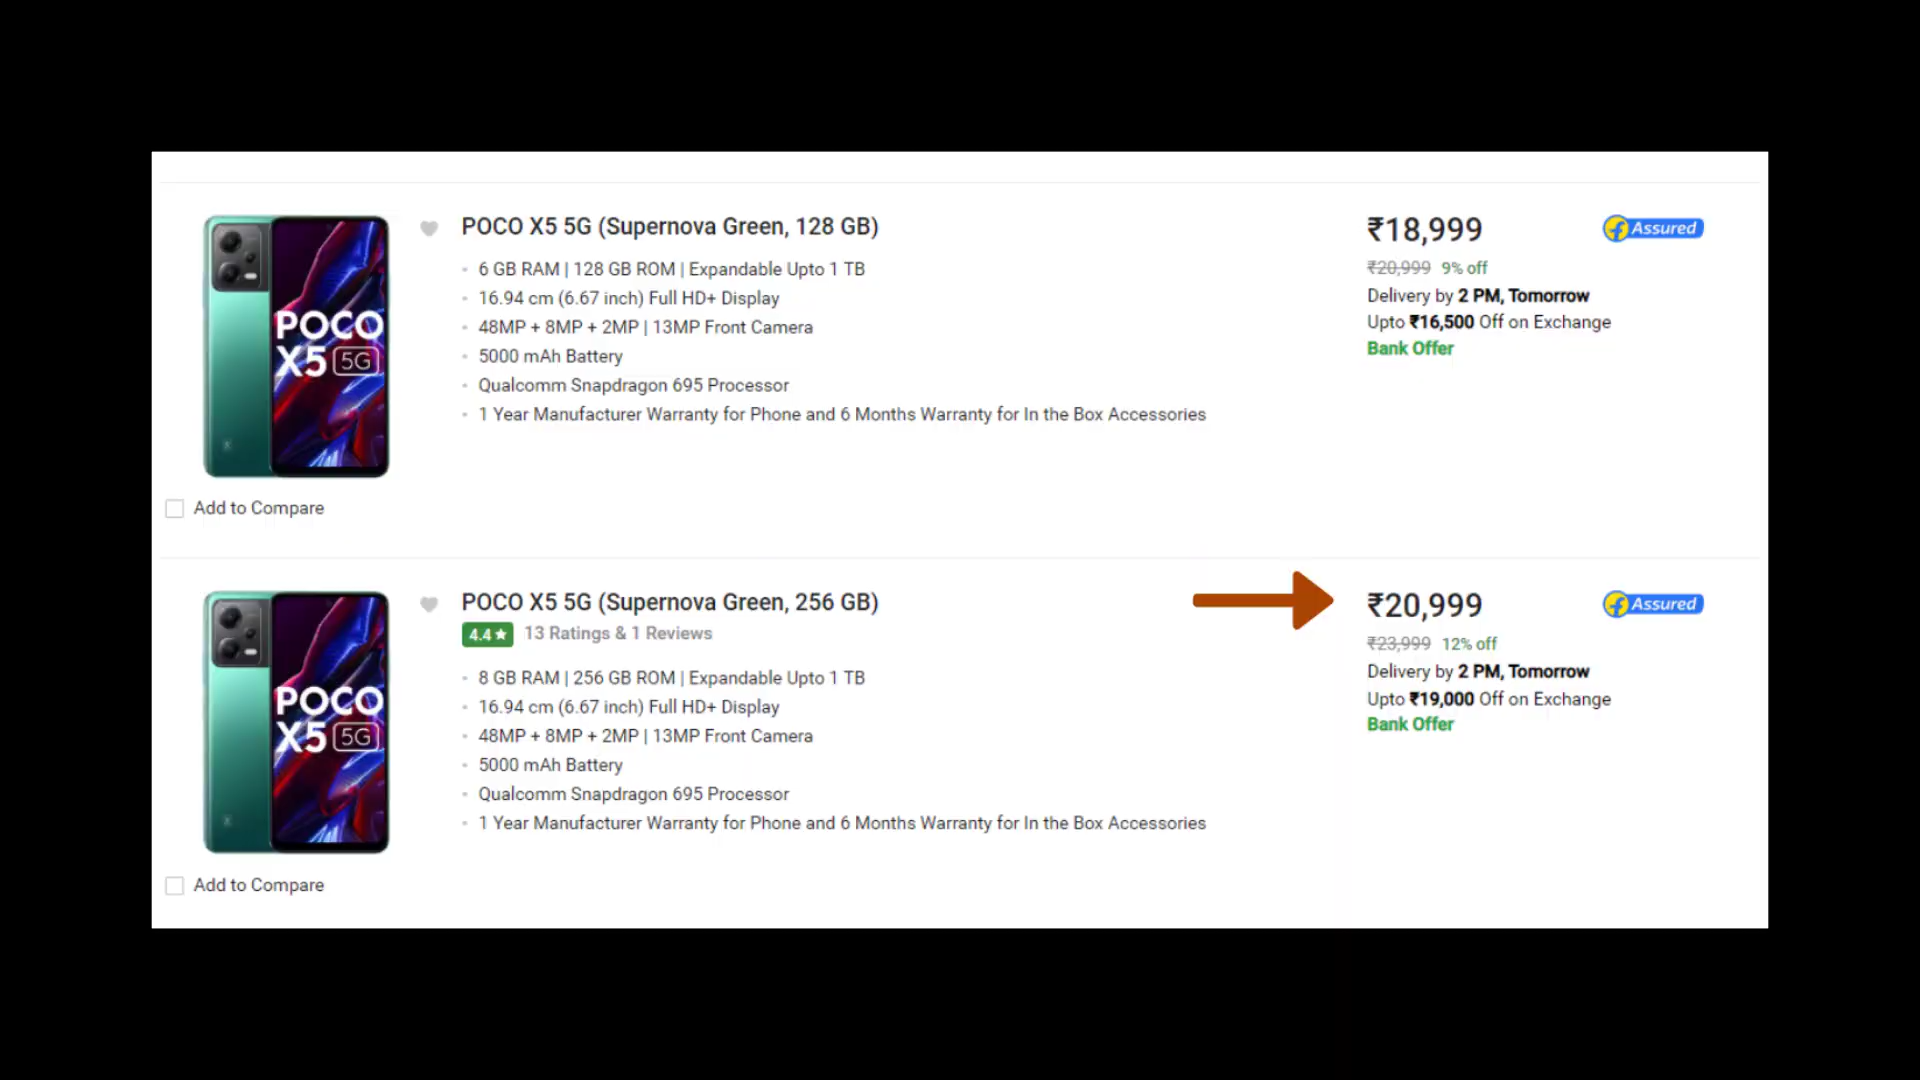 POCO X5 5G (Supernova Green, 128 GB)
₹18,999
Assured
6 GB RAM | 128 GB ROM | Expandable Upto 1 TB
₹20,999 9% off
16.94 cm (6.67 inch) Full HD+ Display
Delivery by 2 PM, Tomorrow
48MP + 8MP + 2MP | 13MP Front Camera
Upto ₹16,500 Off on Exchange
5000 mAh Battery
Bank Offer
Qualcomm Snapdragon 695 Processor
1 Year Manufacturer Warranty for Phone and 6 Months Warranty for In the Box Accessories
POCO
X5 5G
Add to Compare
POCO X5 5G (Supernova Green, 256 GB)
₹20,999
Assured
4.4★ 13 Ratings & 1 Reviews
₹23,999 12% off
8 GB RAM | 256 GB ROM | Expandable Upto 1 TB
Delivery by 2 PM, Tomorrow
16.94 cm (6.67 inch) Full HD+ Display
Upto ₹19,000 Off on Exchange
48MP + 8MP + 2MP | 13MP Front Camera
Bank Offer
5000 mAh Battery
Qualcomm Snapdragon 695 Processor
1 Year Manufacturer Warranty for Phone and 6 Months Warranty for In the Box Accessories
POCO
X5 5G
Add to Compare